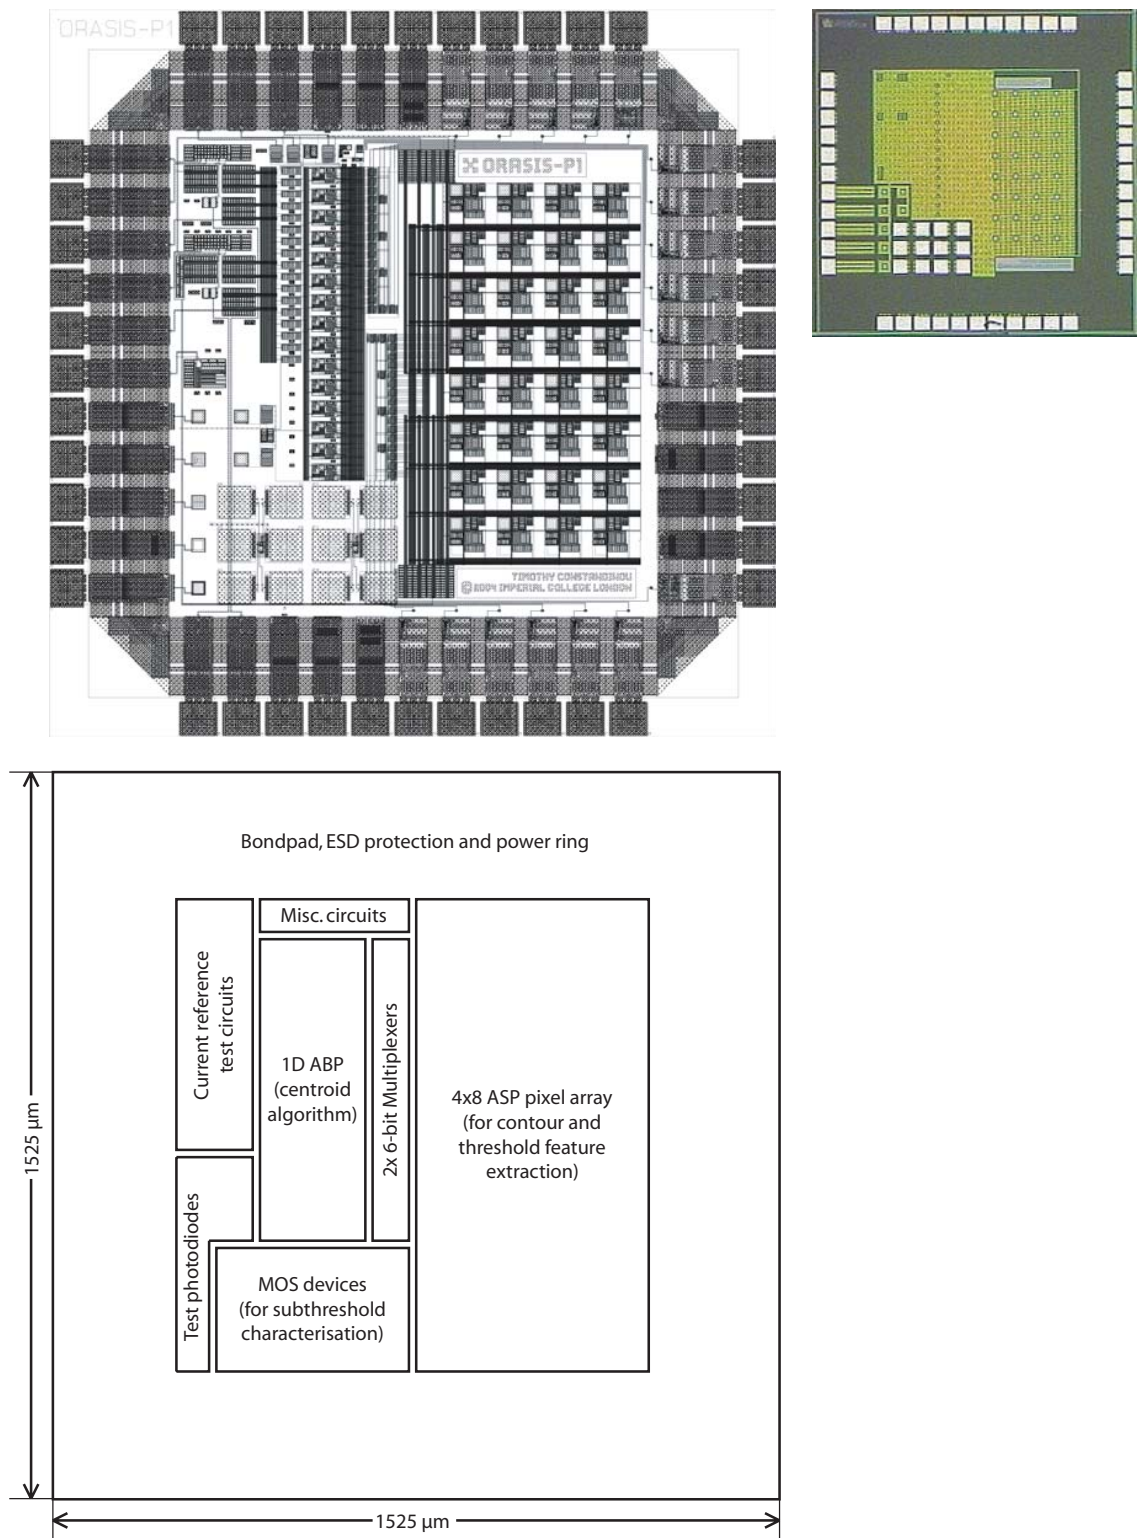 ORASIS-P1
ORASIS-P1
TIMOTHY CONSTANDINOU
© 2004 IMPERIAL COLLEGE LONDON
Bondpad, ESD protection and power ring
Misc. circuits
Current reference
test circuits
1D ABP
(centroid
algorithm)
2x 6-bit Multiplexers
4x8 ASP pixel array
(for contour and
threshold feature
extraction)
Test photodiodes
MOS devices
(for subthreshold
characterisation)
1525 µm
1525 µm